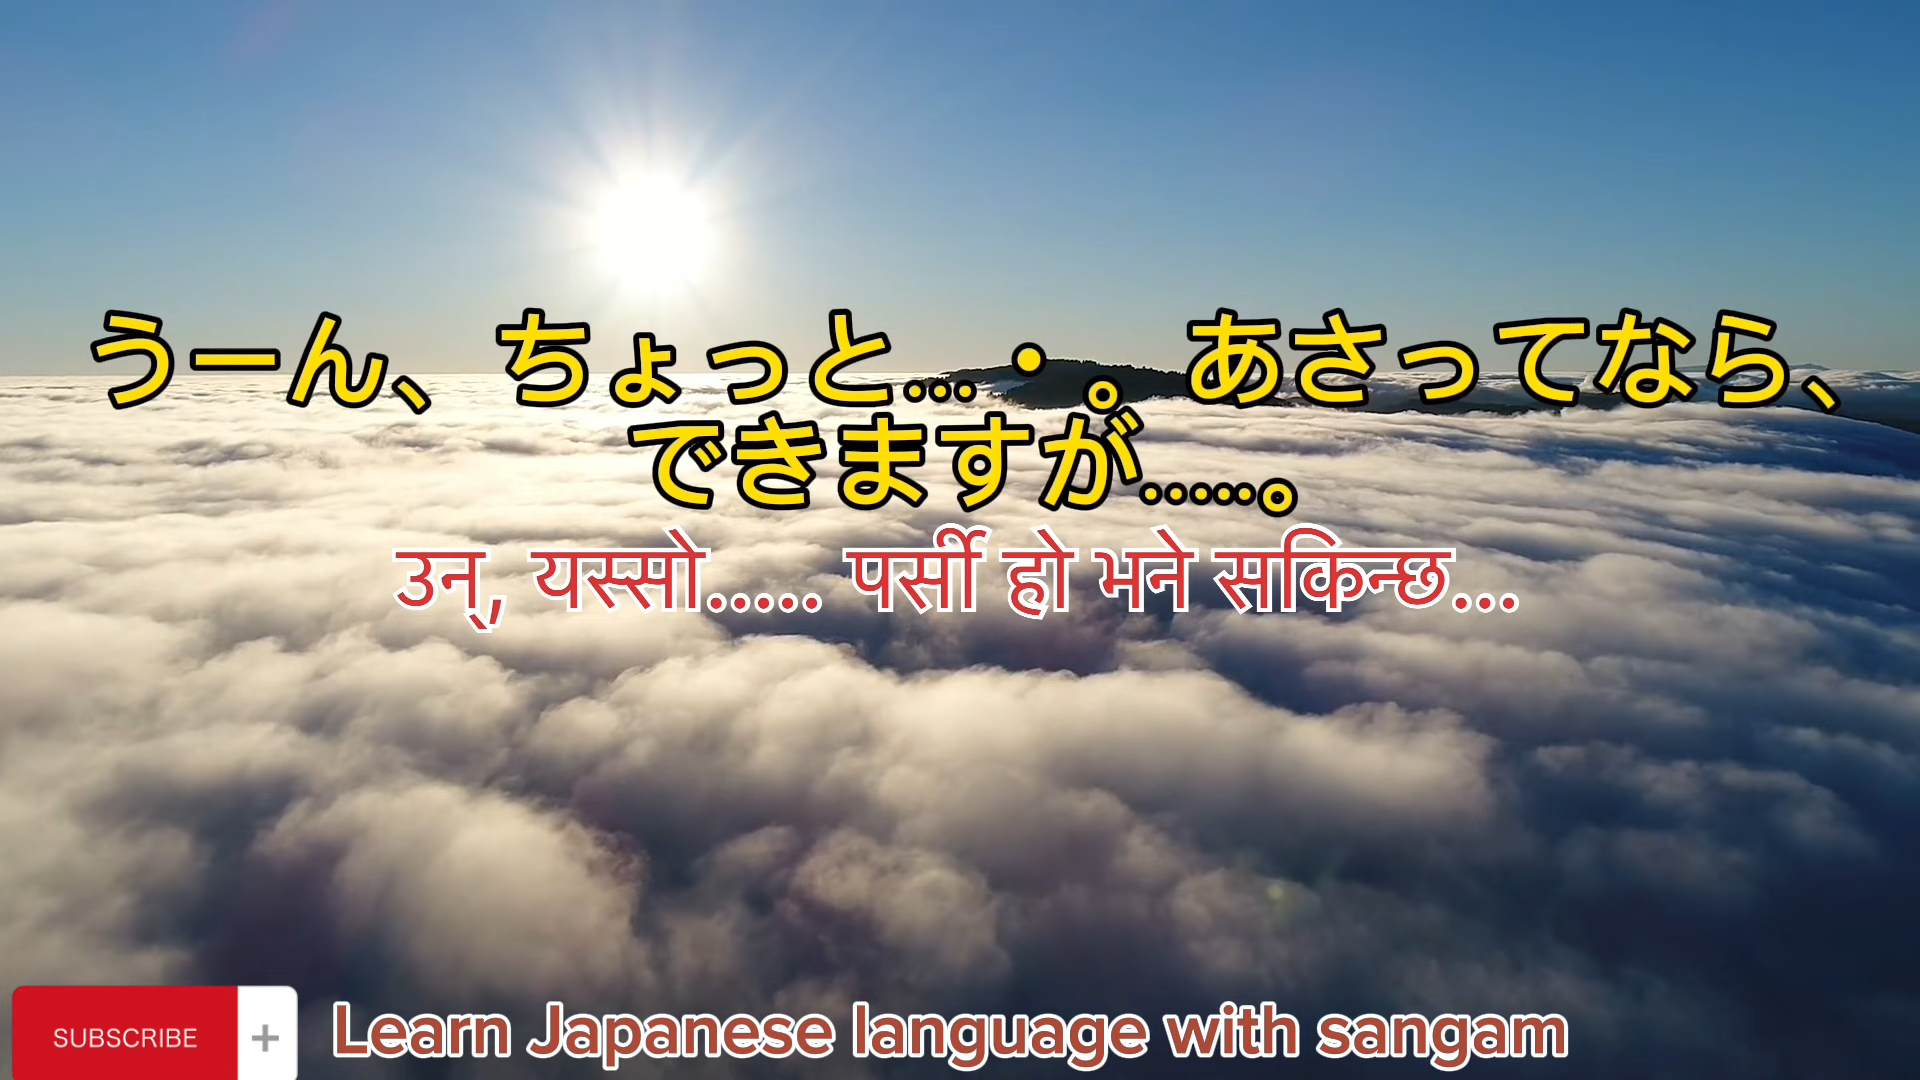 うーん、ちょっと...・。あさってなら、
できますが......。
उन्, यस्सो..... पर्सी हो भने सकिन्छ...
SUBSCRIBE +
Learn Japanese language with sangam